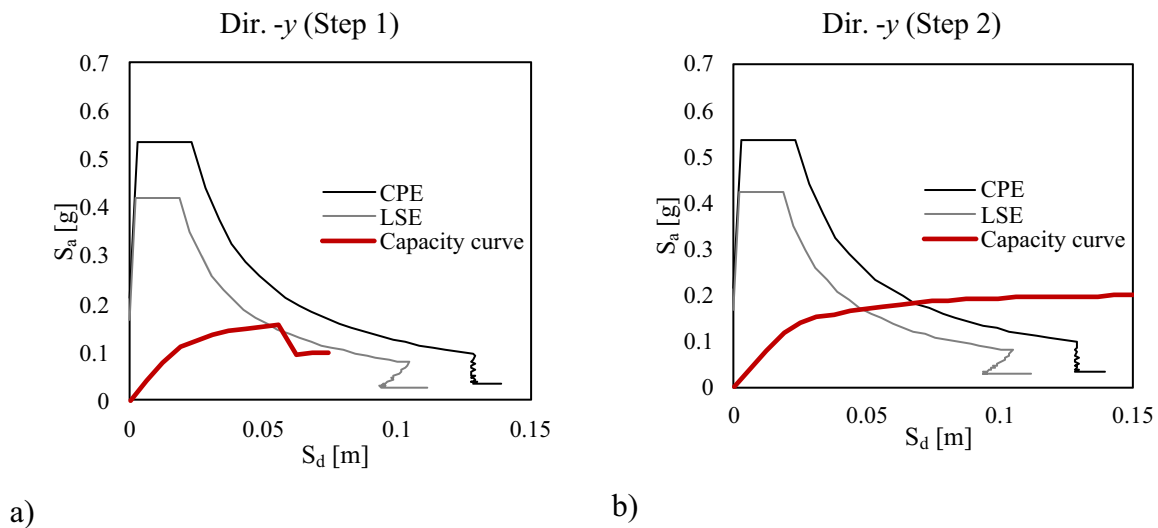 Dir. -y (Step 1)
0.7
0.6
0.5
0.4
0.3
0.2
0.1
0
Sa [g]
CPE
LSE
Capacity curve
0
0.05
0.1
0.15
Sd [m]
a)
Dir. -y (Step 2)
0.7
0.6
0.5
0.4
0.3
0.2
0.1
0
Sa [g]
CPE
LSE
Capacity curve
0
0.05
0.1
0.15
Sd [m]
b)